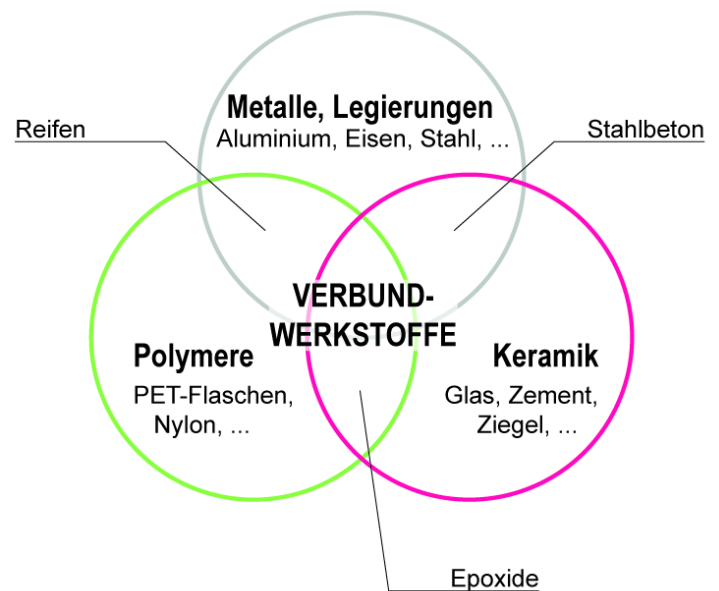 Metalle, Legierungen
Aluminium, Eisen, Stahl, ...
Reifen
Stahlbeton
VERBUND-
WERKSTOFFE
Polymere
PET-Flaschen,
Nylon, ...
Keramik
Glas, Zement,
Ziegel, ...
Epoxide